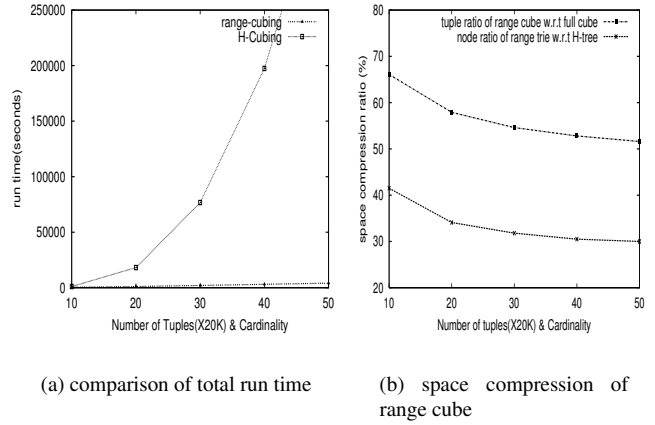 250000
200000
150000
100000
50000
0
10 20 30 40 50
run time(seconds)
Number of Tuples(X20K) & Cardinality
range-cubing
H-Cubing
(a) comparison of total run time
80
70
60
50
40
30
20
10 20 30 40 50
space compression ratio (%)
Number of tuples(X20K) & Cardinality
tuple ratio of range cube w.r.t full cube
node ratio of range trie w.r.t H-tree
(b) space compression of
range cube